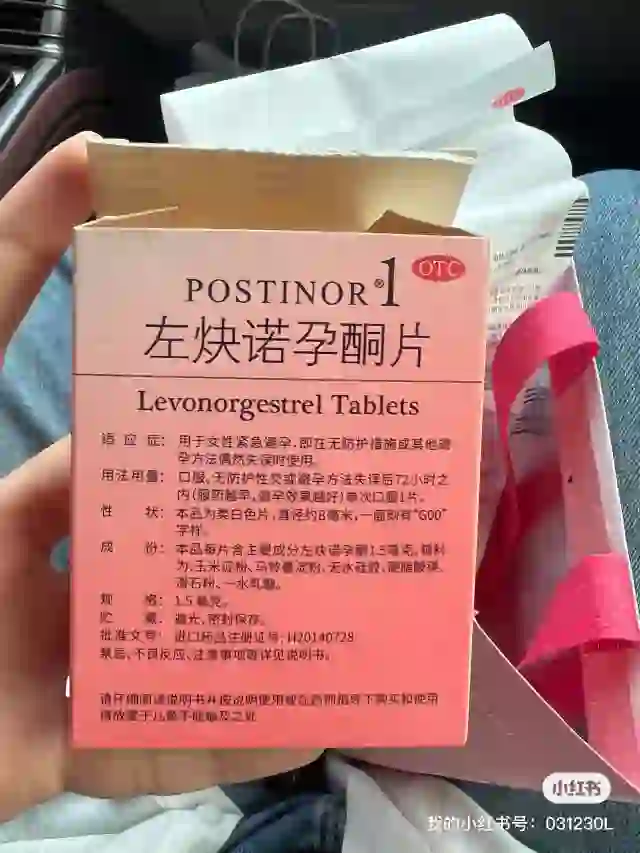 POSTINOR®1
OTC
左炔诺孕酮片
Levonorgestrel Tablets
适应症：用于女性紧急避孕，即在无防护措施或其他避
孕方法偶然失误时使用。
用法用量：口服，无防护性交或避孕方法失误后72小时之
内(服药越早，避孕效果越好)单次口服1片。
性状：本品为类白色片，直径约8毫米，一面刻有“G00”
字样。
成份：本品每片含主要成分左炔诺孕酮1.5毫克。辅料
为：玉米淀粉、马铃薯淀粉、无水硅胶、硬脂酸镁、
滑石粉、一水乳糖。
规格：1.5毫克。
贮藏：遮光，密封保存。
批准文号：进口药品注册证号：H20140728
禁忌、不良反应、注意事项等详见说明书。
请仔细阅读说明书并按说明使用或在药师指导下购买和使用
请放置于儿童不能触及之处
小红书
我的小红书号：031230L